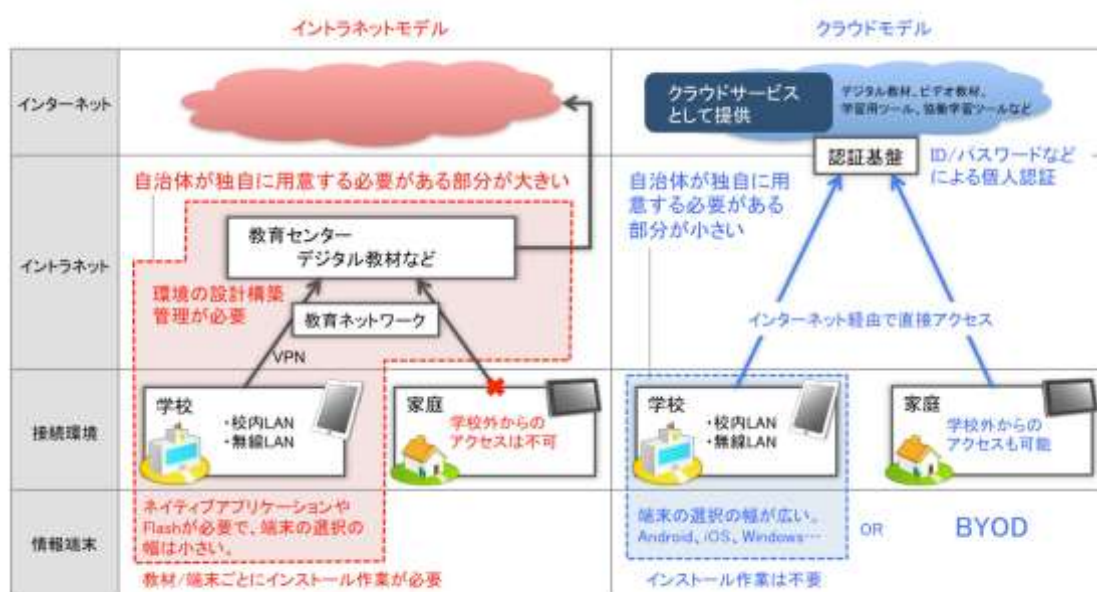 イントラネットモデル
クラウドモデル
インターネット
クラウドサービス
として提供
デジタル教材、ビデオ教材、
学習用ツール、協働学習ツールなど
認証基盤
ID/パスワードなど
による個人認証
イントラネット
自治体が独自に用意する必要がある部分が大きい
教育センター
デジタル教材など
環境の設計構築
管理が必要
教育ネットワーク
VPN
自治体が独自に用
意する必要がある
部分が小さい
インターネット経由で直接アクセス
接続環境
学校
・校内LAN
・無線LAN
家庭
学校外からの
アクセスは不可
学校
・校内LAN
・無線LAN
家庭
学校外からの
アクセスも可能
情報端末
ネイティブアプリケーションや
Flashが必要で、端末の選択の
幅は小さい。
教材/端末ごとにインストール作業が必要
端末の選択の幅が広い。
Android、iOS、Windows…
OR
BYOD
インストール作業は不要